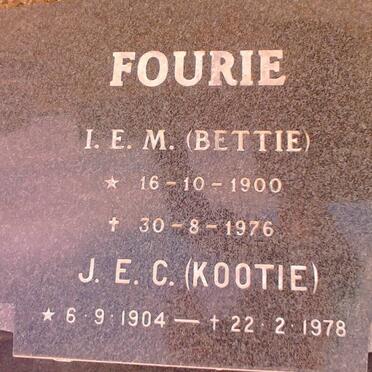 FOURIE
I. E. M. (BETTIE)
★ 16-10-1900
✝ 30-8-1976
J. E. C. (KOOTIE)
★ 6·9·1904 — ✝ 22·2·1978